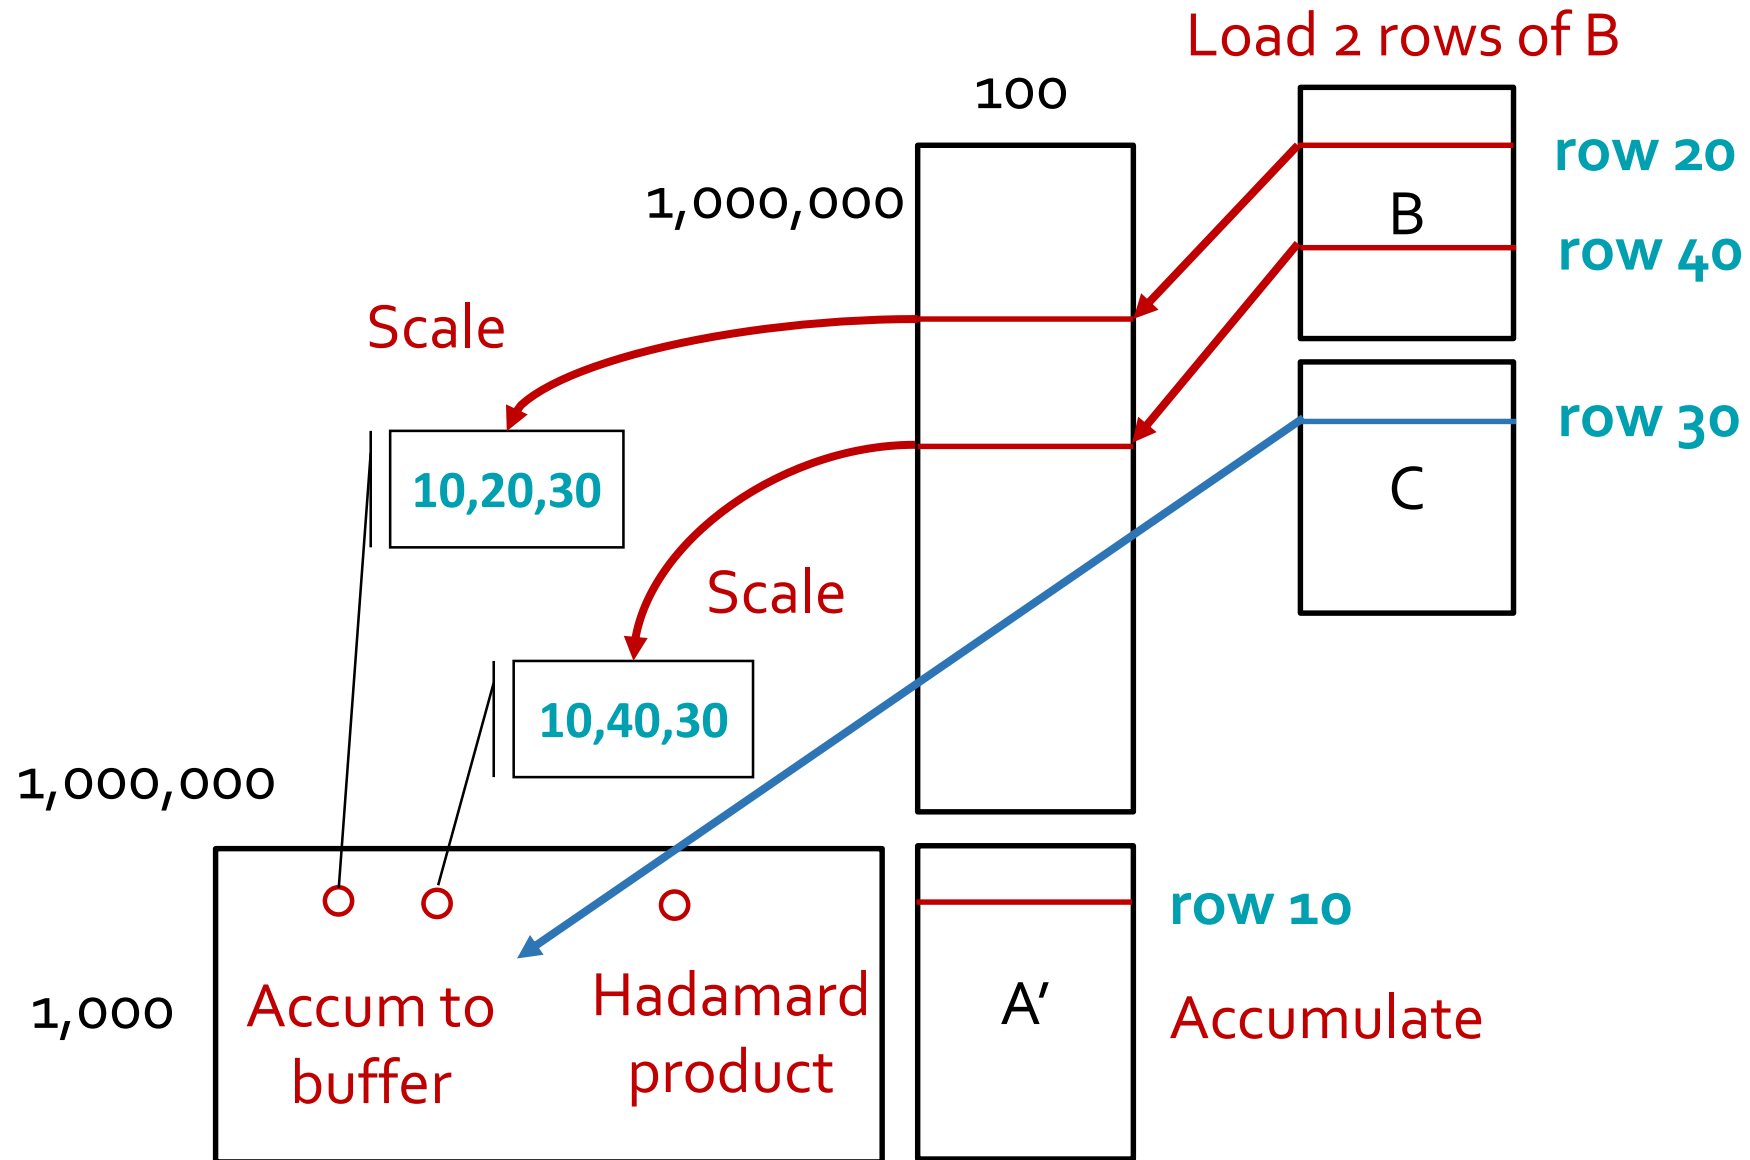 Load 2 rows of B
100
row 20
1,000,000
B
row 40
Scale
row 30
10,20,30
C
Scale
10,40,30
1,000,000
row 10
1,000
Accum to
buffer
Hadamard
product
A'
Accumulate